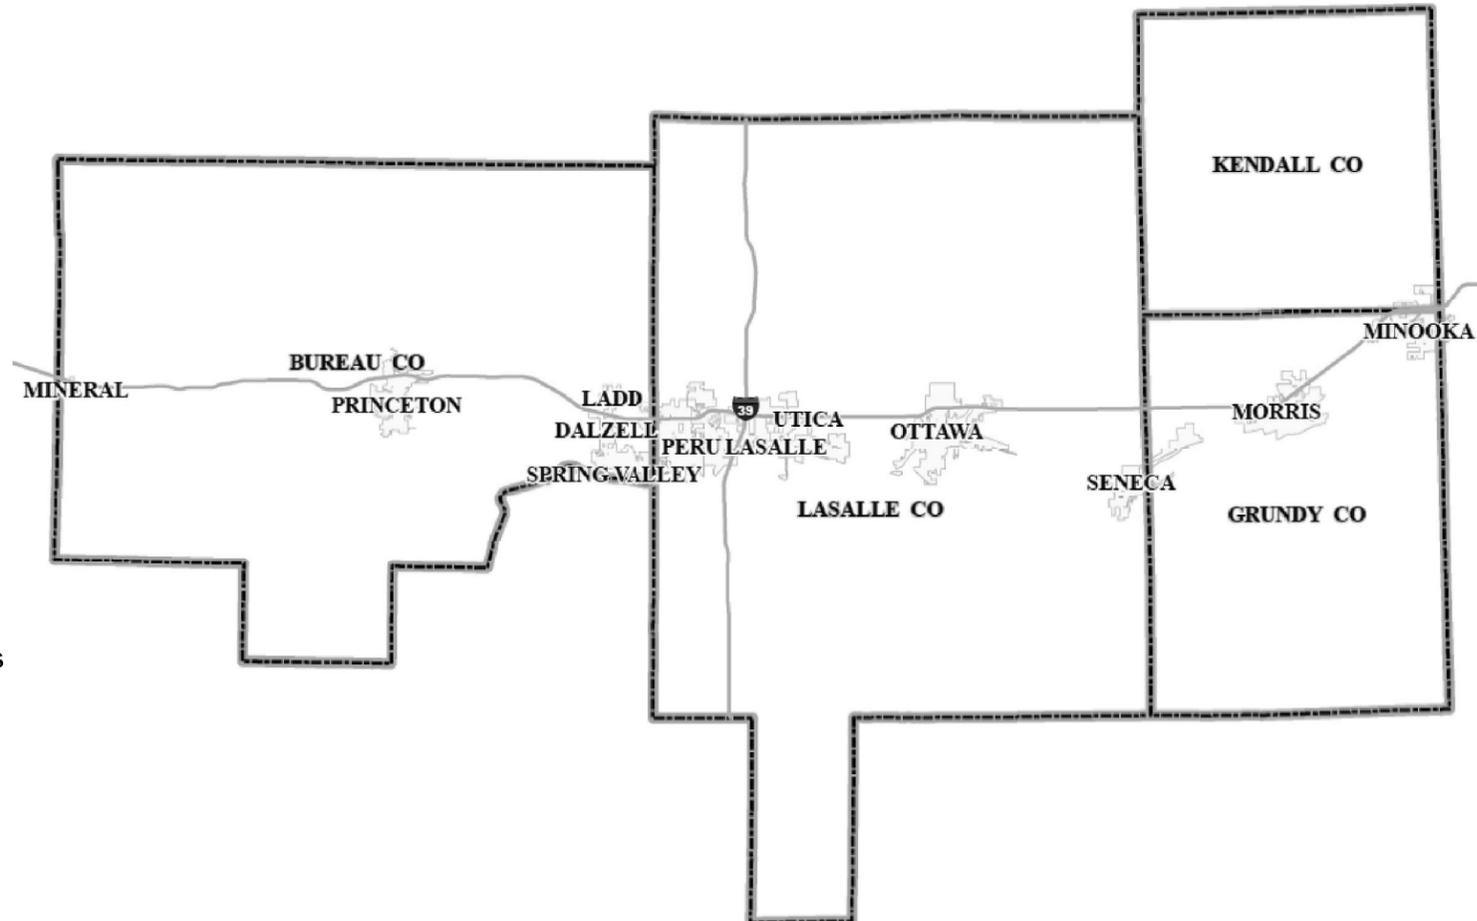 KENDALL CO
MINOOKA
BUREAU CO
MINERAL
PRINCETON
LADD
39
UTICA
MORRIS
DALZELL
OTTAWA
PERU LASALLE
SPRING VALLEY
SENECA
LASALLE CO
GRUNDY CO
s